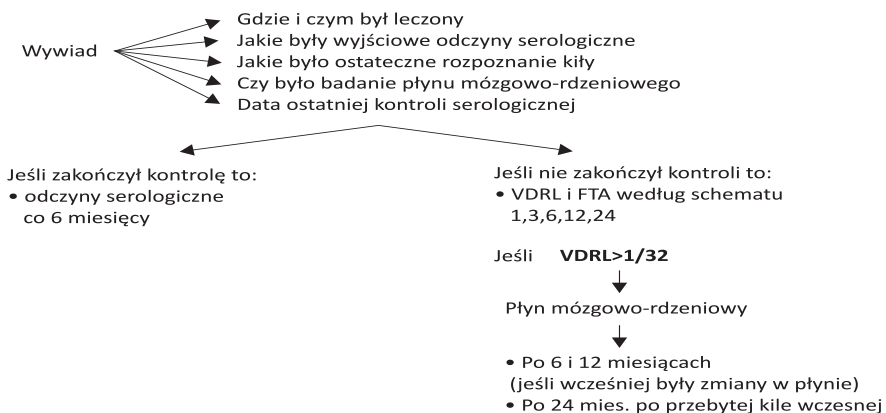 Wywiad
Gdzie i czym był leczony
Jakie były wyjściowe odczyny serologiczne
Jakie było ostateczne rozpoznanie kiły
Czy było badanie płynu mózgowo-rdzeniowego
Data ostatniej kontroli serologicznej
Jeśli zakończył kontrolę to:
• odczyny serologiczne
co 6 miesięcy
Jeśli nie zakończył kontroli to:
• VDRL i FTA według schematu
1,3,6,12,24
Jeśli VDRL>1/32
Płyn mózgowo-rdzeniowy
• Po 6 i 12 miesiącach
(jeśli wcześniej były zmiany w płynie)
• Po 24 mies. po przebytej kile wczesnej